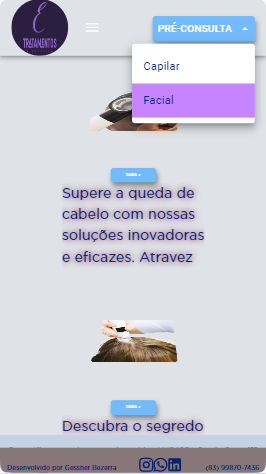 TRATAMENTOS
PRÉ-CONSULTA
Capilar
Facial
Supere a queda de
cabelo com nossas
soluções inovadoras
e eficazes. Atravez
Descubra o segredo
Desenvolvido por Gessner Bezerra
(83) 99870-7436